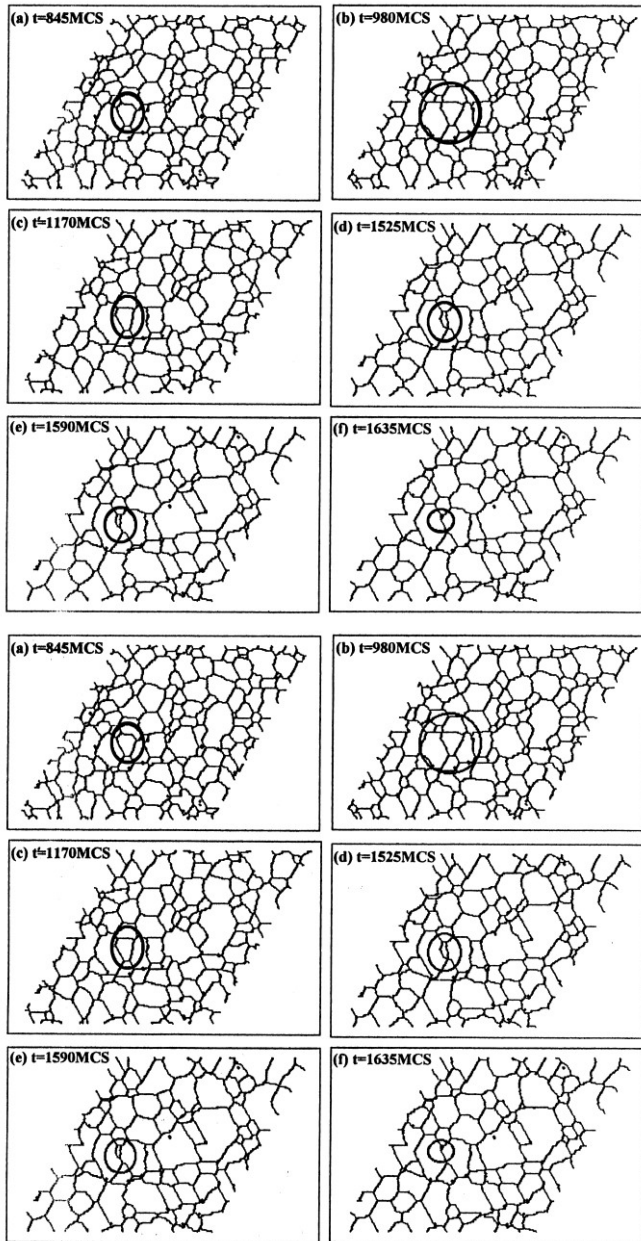 (a) t=845MCS
(b) t=980MCS
(c) t=1170MCS
(d) t=1525MCS
(e) t=1590MCS
(f) t=1635MCS
(a) t=845MCS
(b) t=980MCS
(c) t=1170MCS
(d) t=1525MCS
(e) t=1590MCS
(f) t=1635MCS